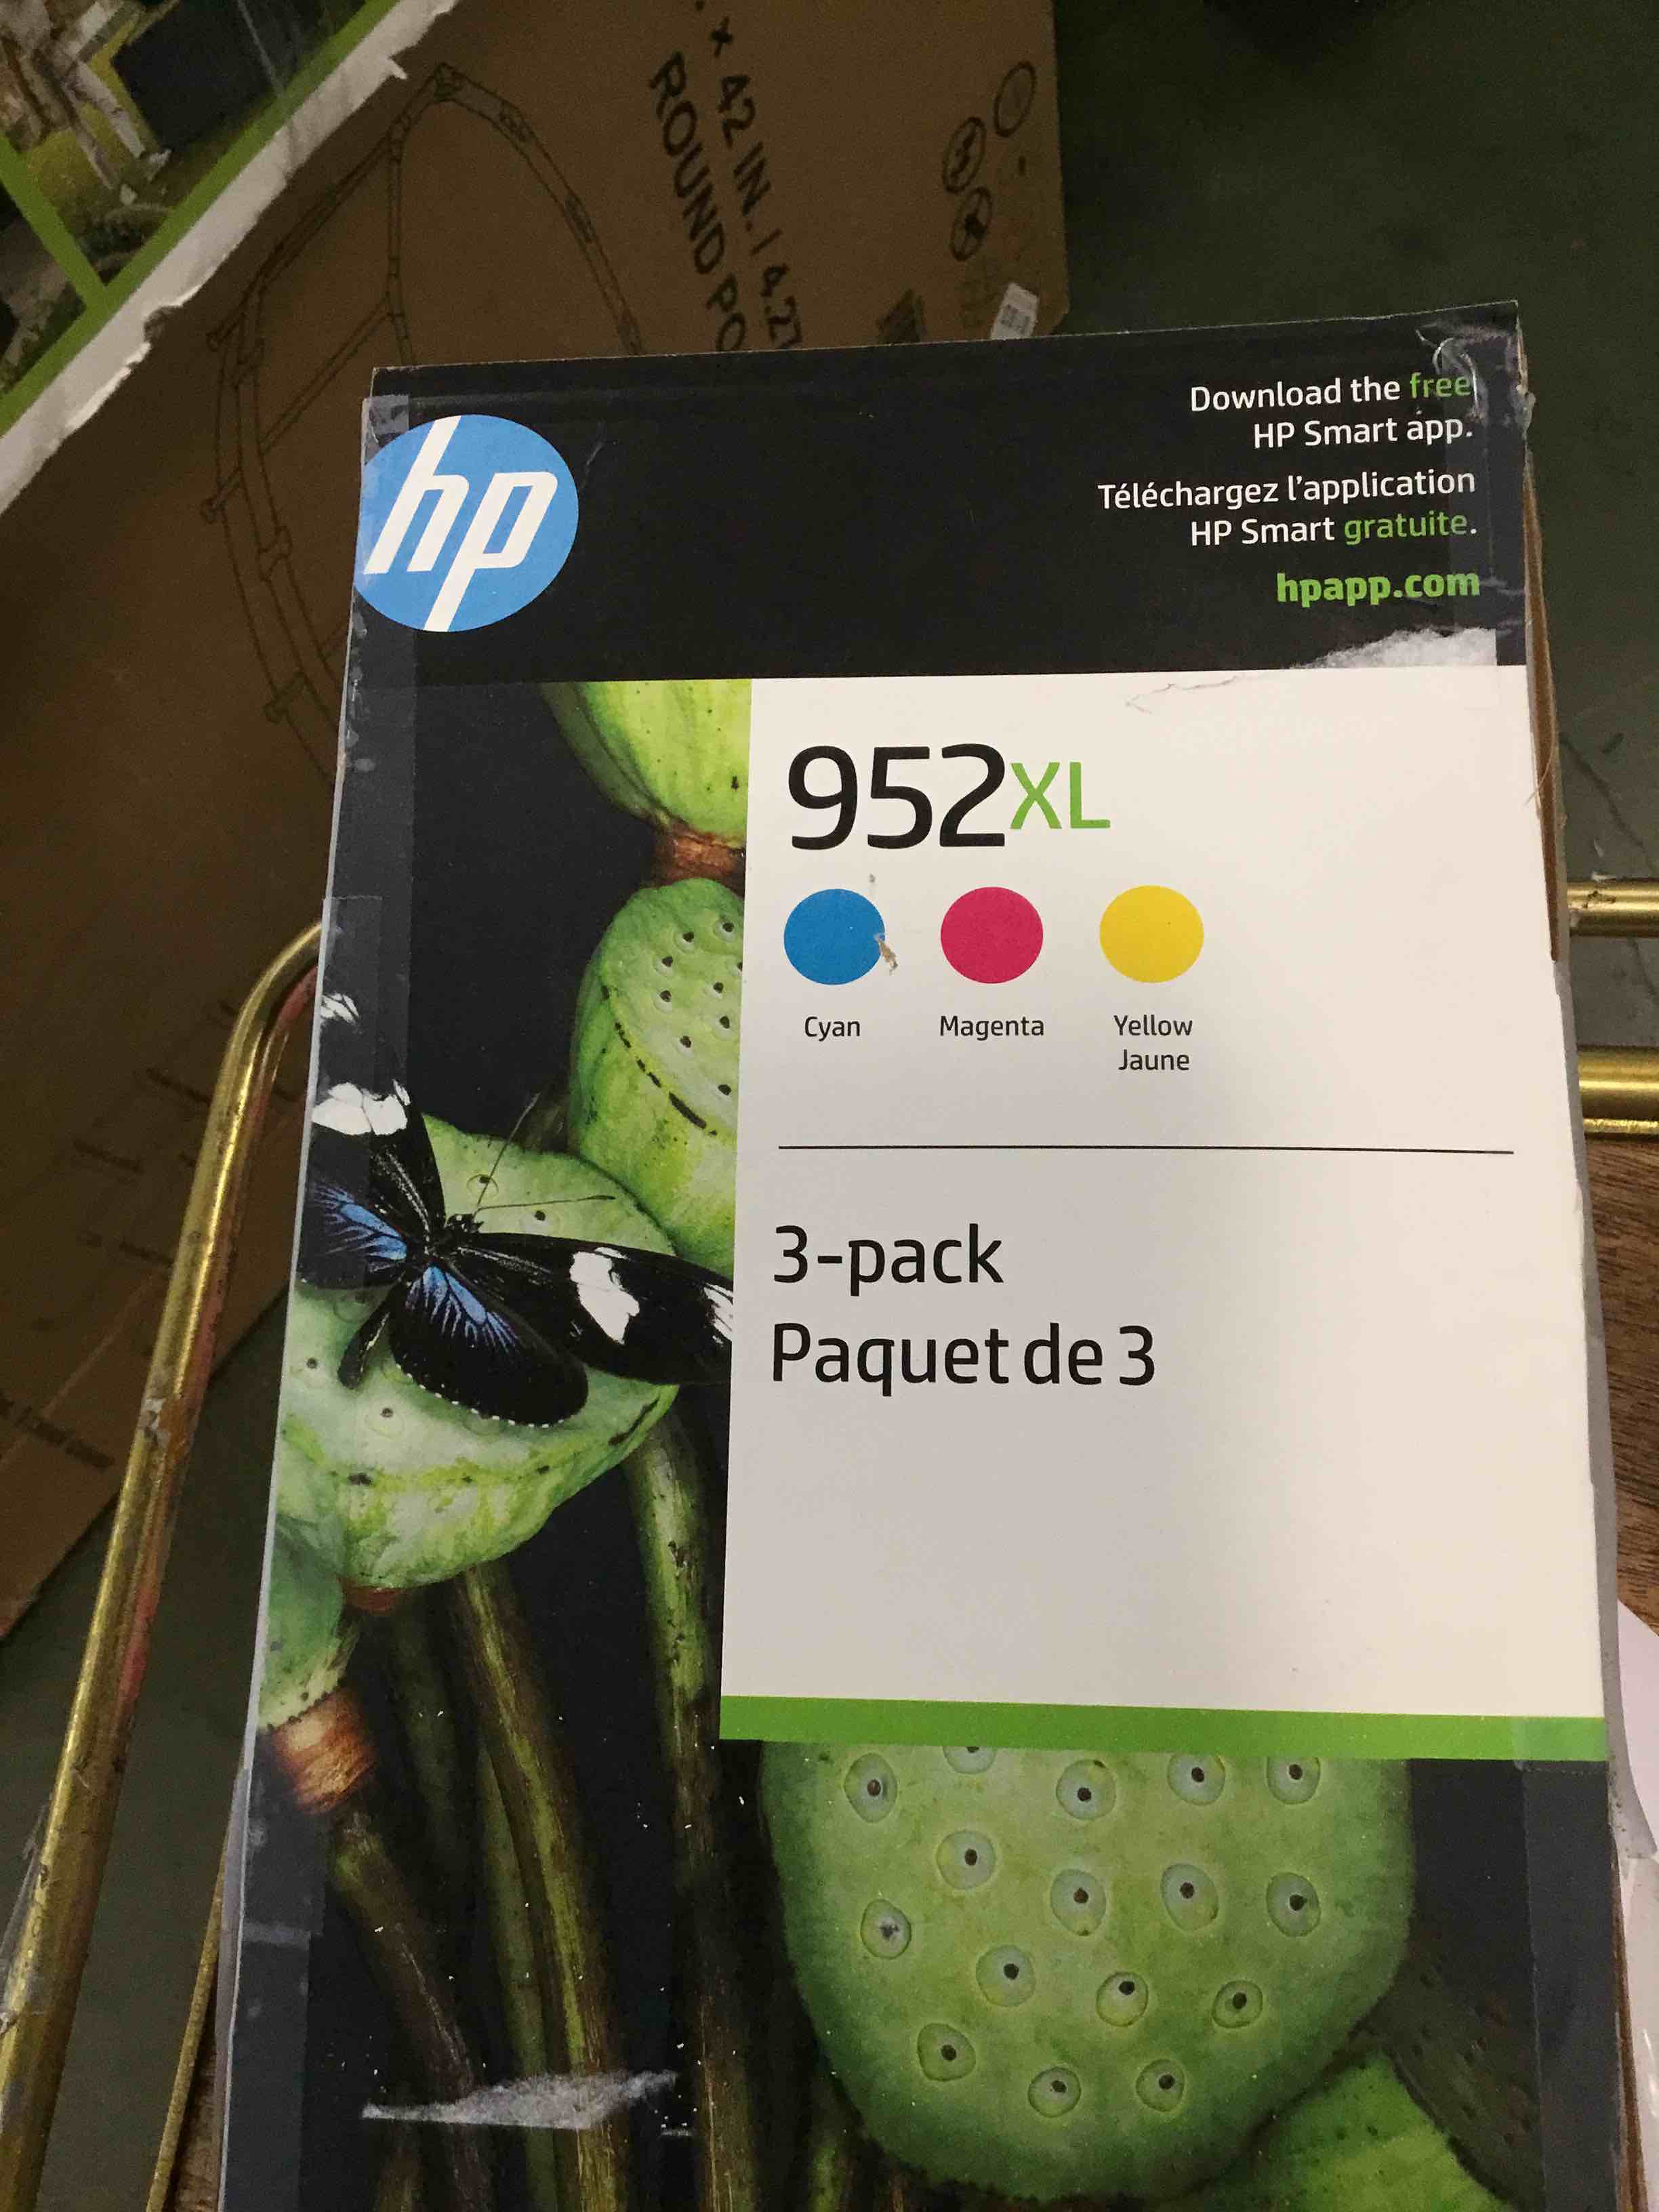 x 42 IN. | 4.27
ROUND PO
hp
Download the free
HP Smart app.
Téléchargez l'application
HP Smart gratuite.
hpapp.com
952XL
Cyan
Magenta
Yellow
Jaune
3-pack
Paquet de 3